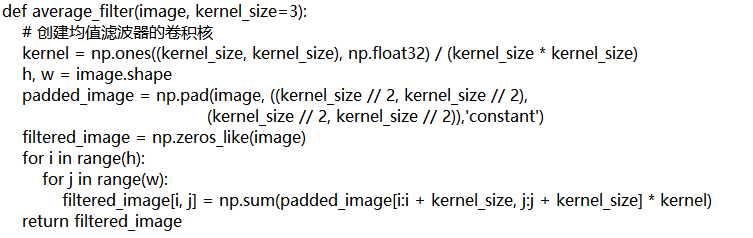 def average_filter(image, kernel_size=3):
    # 创建均值滤波器的卷积核
    kernel = np.ones((kernel_size, kernel_size), np.float32) / (kernel_size * kernel_size)
    h, w = image.shape
    padded_image = np.pad(image, ((kernel_size // 2, kernel_size // 2),
                                  (kernel_size // 2, kernel_size // 2)),'constant')
    filtered_image = np.zeros_like(image)
    for i in range(h):
        for j in range(w):
            filtered_image[i, j] = np.sum(padded_image[i:i + kernel_size, j:j + kernel_size] * kernel)
    return filtered_image